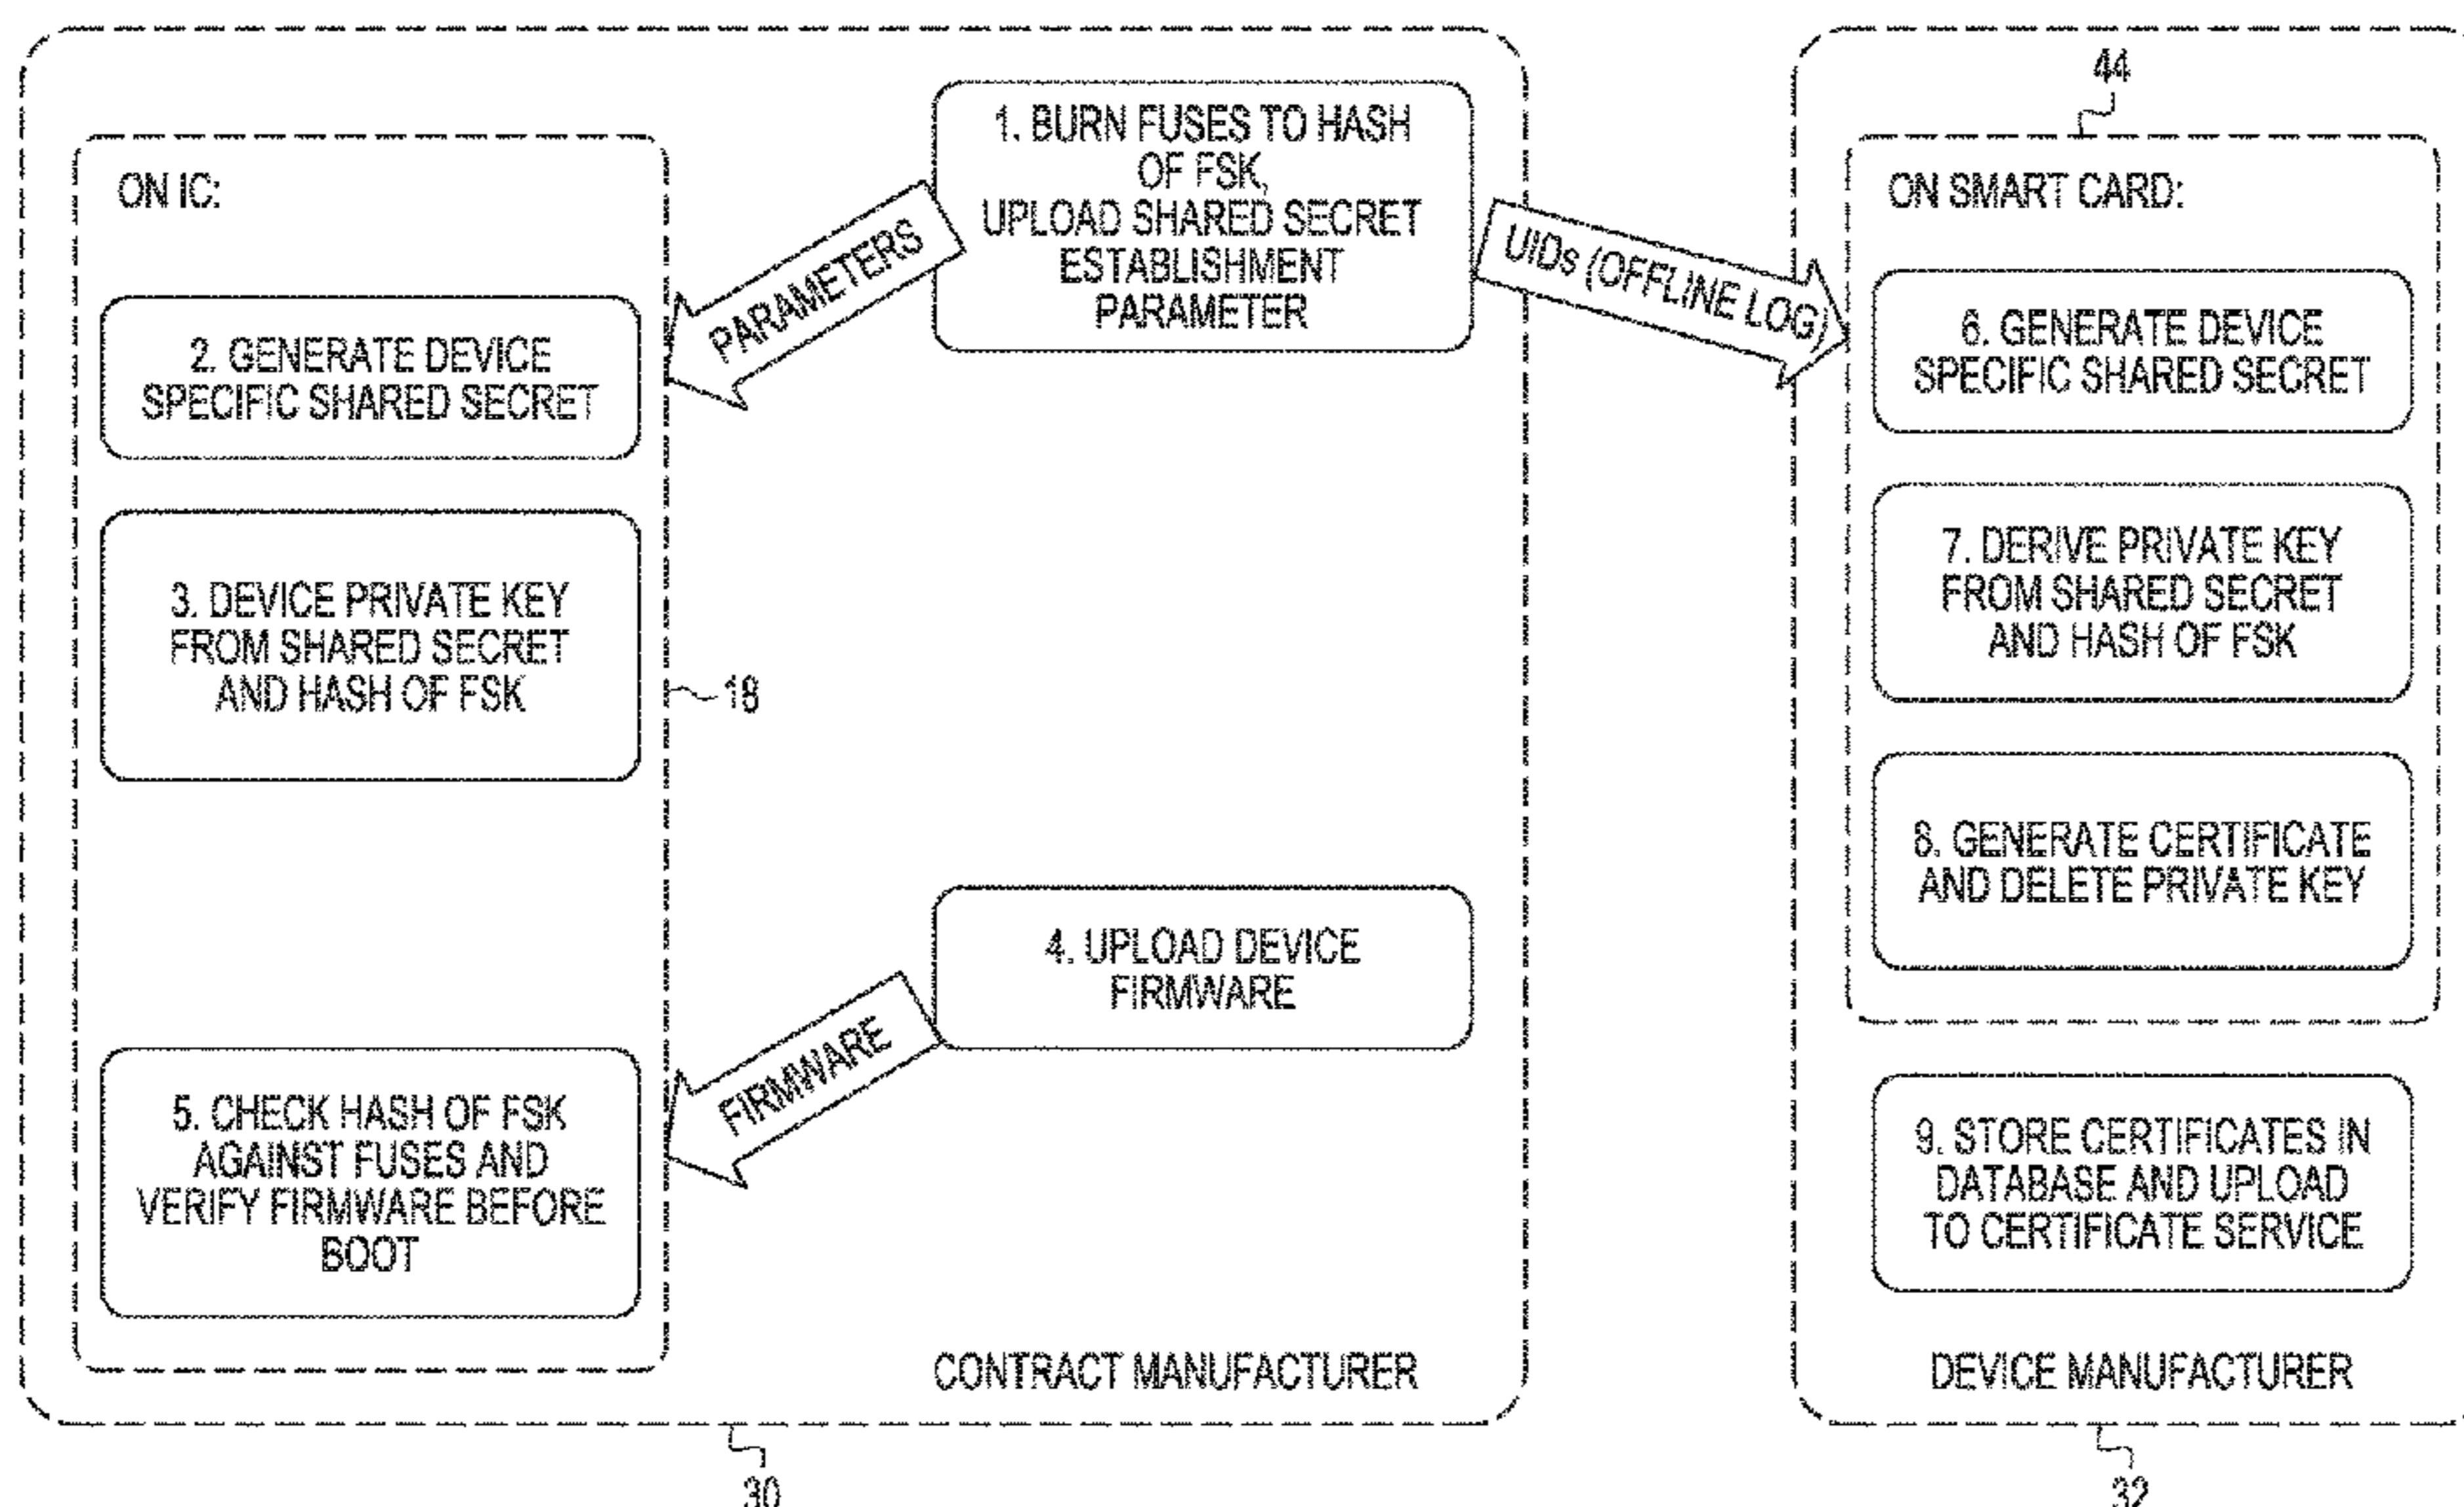 44
ON IC:
1. BURN FUSES TO HASH
OF FSK,
UPLOAD SHARED SECRET
ESTABLISHMENT
PARAMETER
PARAMETERS
UIDs (OFFLINE LOG)
ON SMART CARD:
2. GENERATE DEVICE
SPECIFIC SHARED SECRET
6. GENERATE DEVICE
SPECIFIC SHARED SECRET
3. DEVICE PRIVATE KEY
FROM SHARED SECRET
AND HASH OF FSK
18
7. DERIVE PRIVATE KEY
FROM SHARED SECRET
AND HASH OF FSK
4. UPLOAD DEVICE
FIRMWARE
8. GENERATE CERTIFICATE
AND DELETE PRIVATE KEY
FIRMWARE
5. CHECK HASH OF FSK
AGAINST FUSES AND
VERIFY FIRMWARE BEFORE
BOOT
9. STORE CERTIFICATES IN
DATABASE AND UPLOAD
TO CERTIFICATE SERVICE
CONTRACT MANUFACTURER
DEVICE MANUFACTURER
30
32